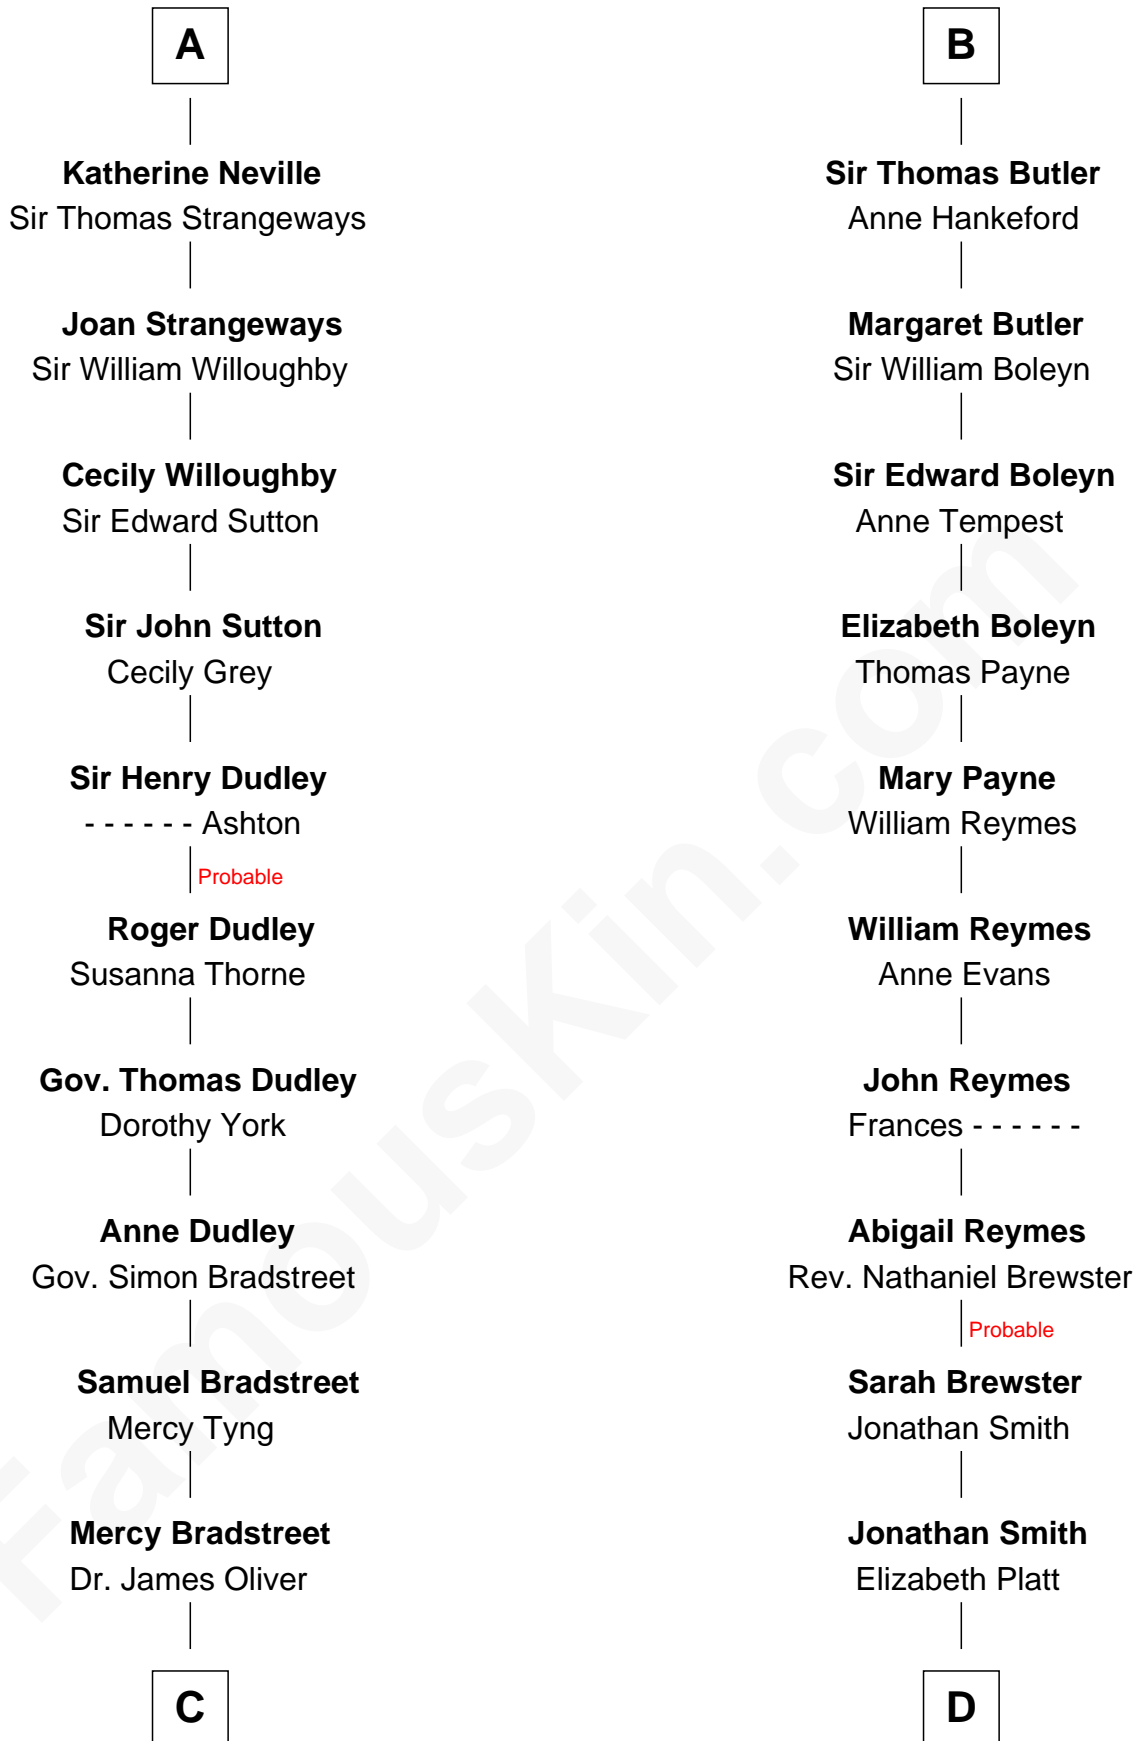 A
Katherine Neville
Sir Thomas Strangeways
Joan Strangeways
Sir William Willoughby
Cecily Willoughby
Sir Edward Sutton
Sir John Sutton
Cecily Grey
Sir Henry Dudley
- - - - - - Ashton
Probable
Roger Dudley
Susanna Thorne
Gov. Thomas Dudley
Dorothy York
Anne Dudley
Gov. Simon Bradstreet
Samuel Bradstreet
Mercy Tyng
Mercy Bradstreet
Dr. James Oliver
C
B
Sir Thomas Butler
Anne Hankeford
Margaret Butler
Sir William Boleyn
Sir Edward Boleyn
Anne Tempest
Elizabeth Boleyn
Thomas Payne
Mary Payne
William Reymes
William Reymes
Anne Evans
John Reymes
Frances - - - - - -
Abigail Reymes
Rev. Nathaniel Brewster
Probable
Sarah Brewster
Jonathan Smith
Jonathan Smith
Elizabeth Platt
D
FamousKin.com